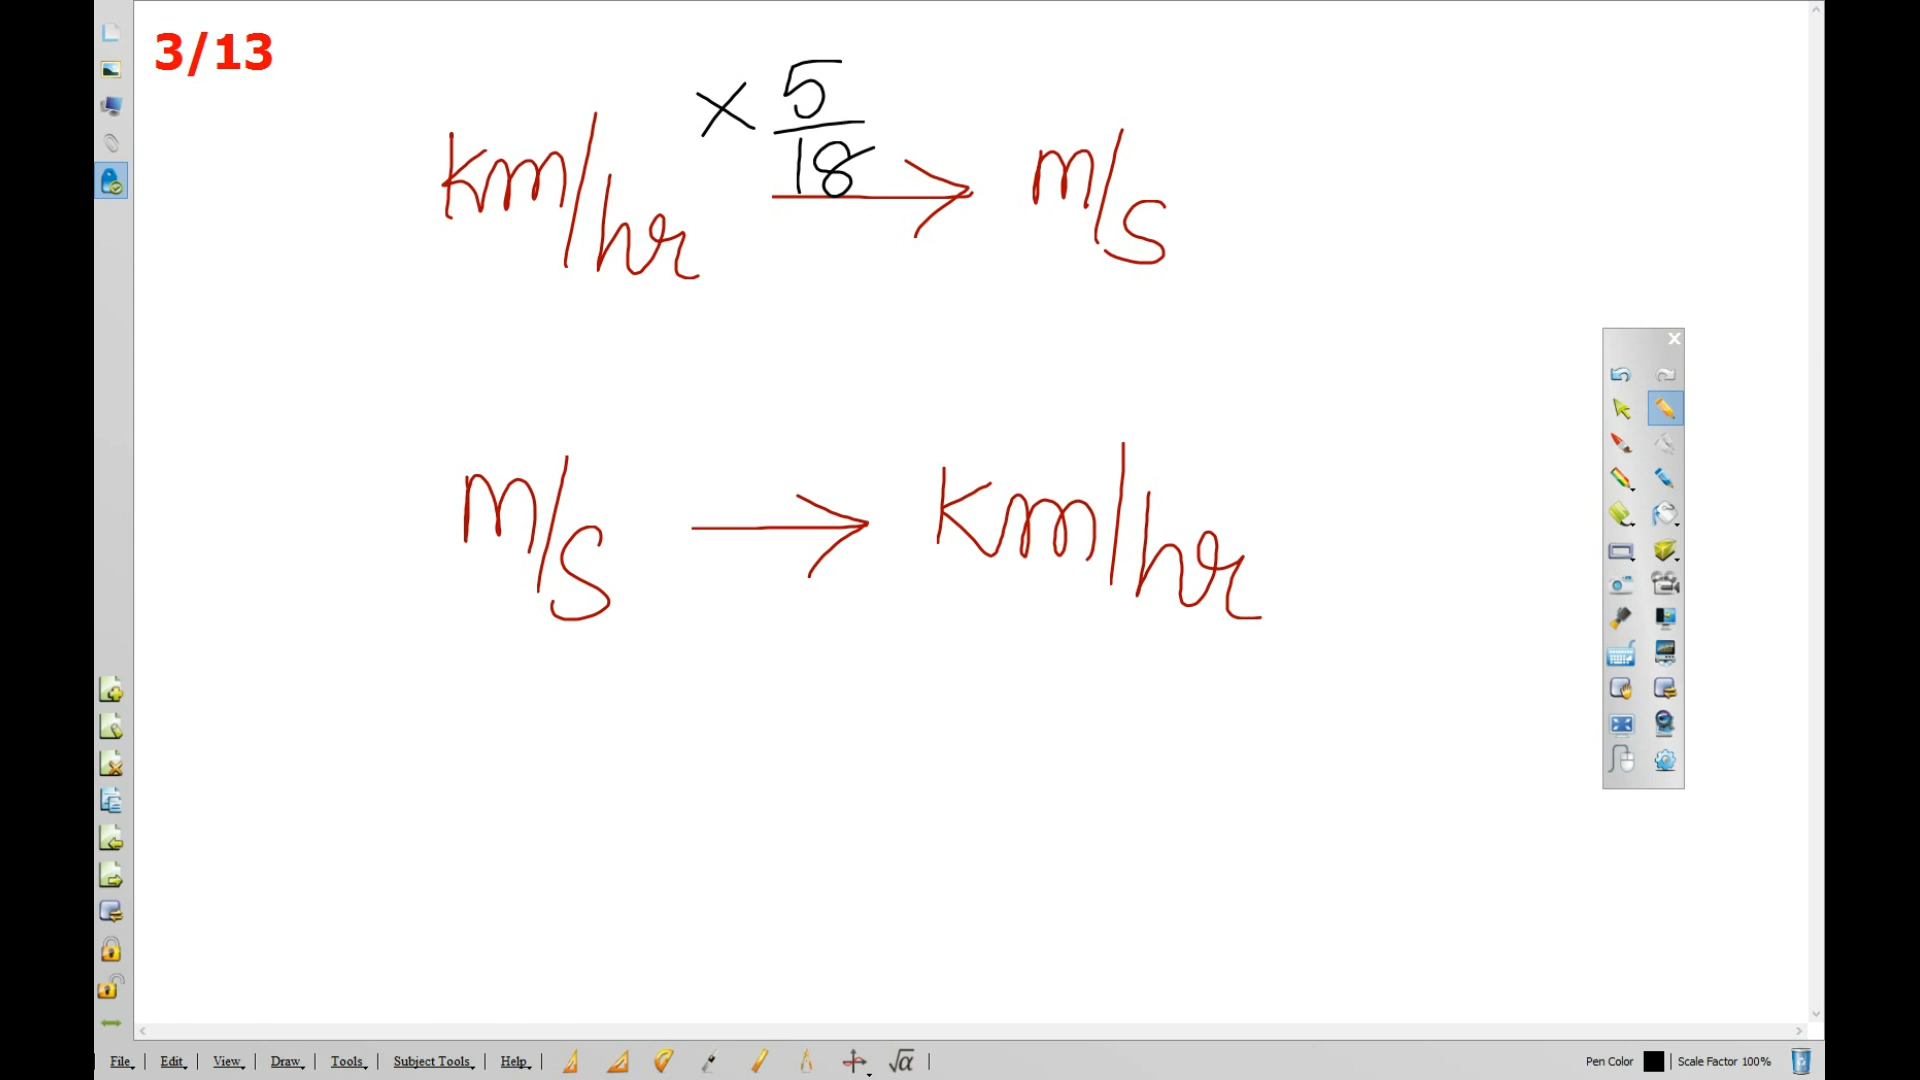 3/13
km/hr × 5/18 → m/s
m/s → km/hr
File Edit View Draw Tools Subject Tools Help √α Pen Color Scale Factor 100%